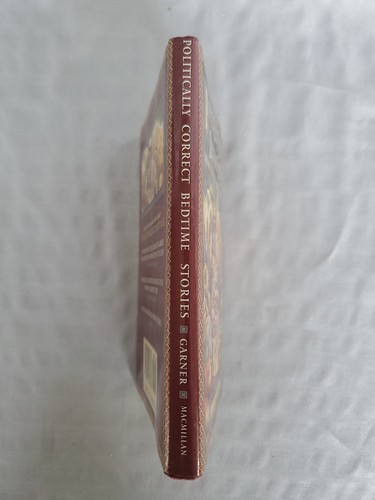 POLITICALLY CORRECT BEDTIME STORIES ▪ GARNER ▪ MACMILLAN